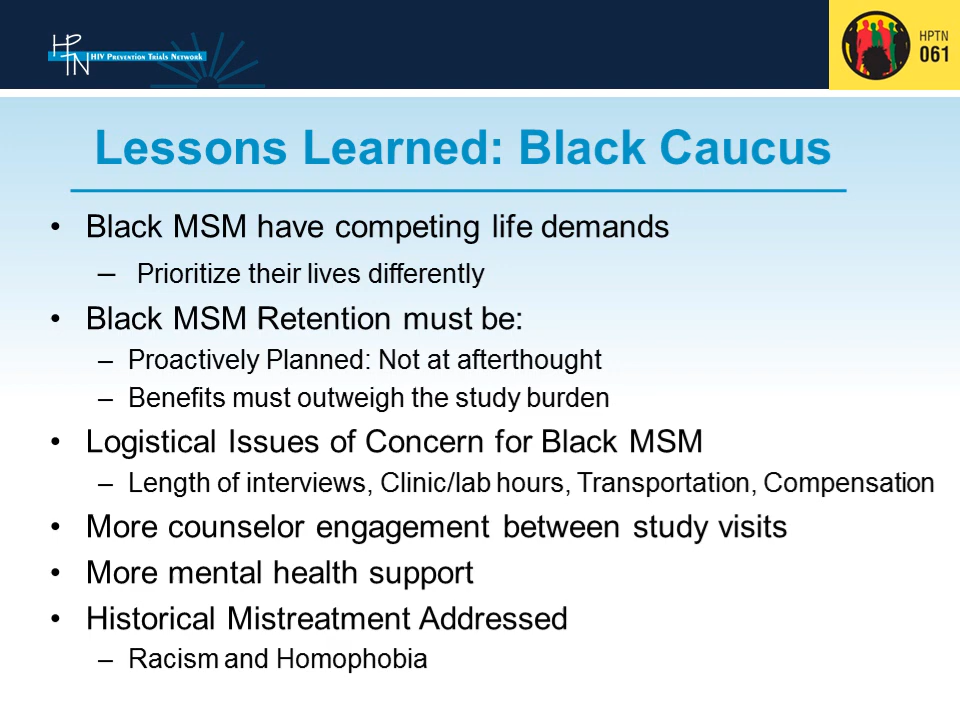 HPTN
HIV PREVENTION TRIALS NETWORK
HPTN
061
Lessons Learned: Black Caucus
• Black MSM have competing life demands
– Prioritize their lives differently
• Black MSM Retention must be:
– Proactively Planned: Not at afterthought
– Benefits must outweigh the study burden
• Logistical Issues of Concern for Black MSM
– Length of interviews, Clinic/lab hours, Transportation, Compensation
• More counselor engagement between study visits
• More mental health support
• Historical Mistreatment Addressed
– Racism and Homophobia